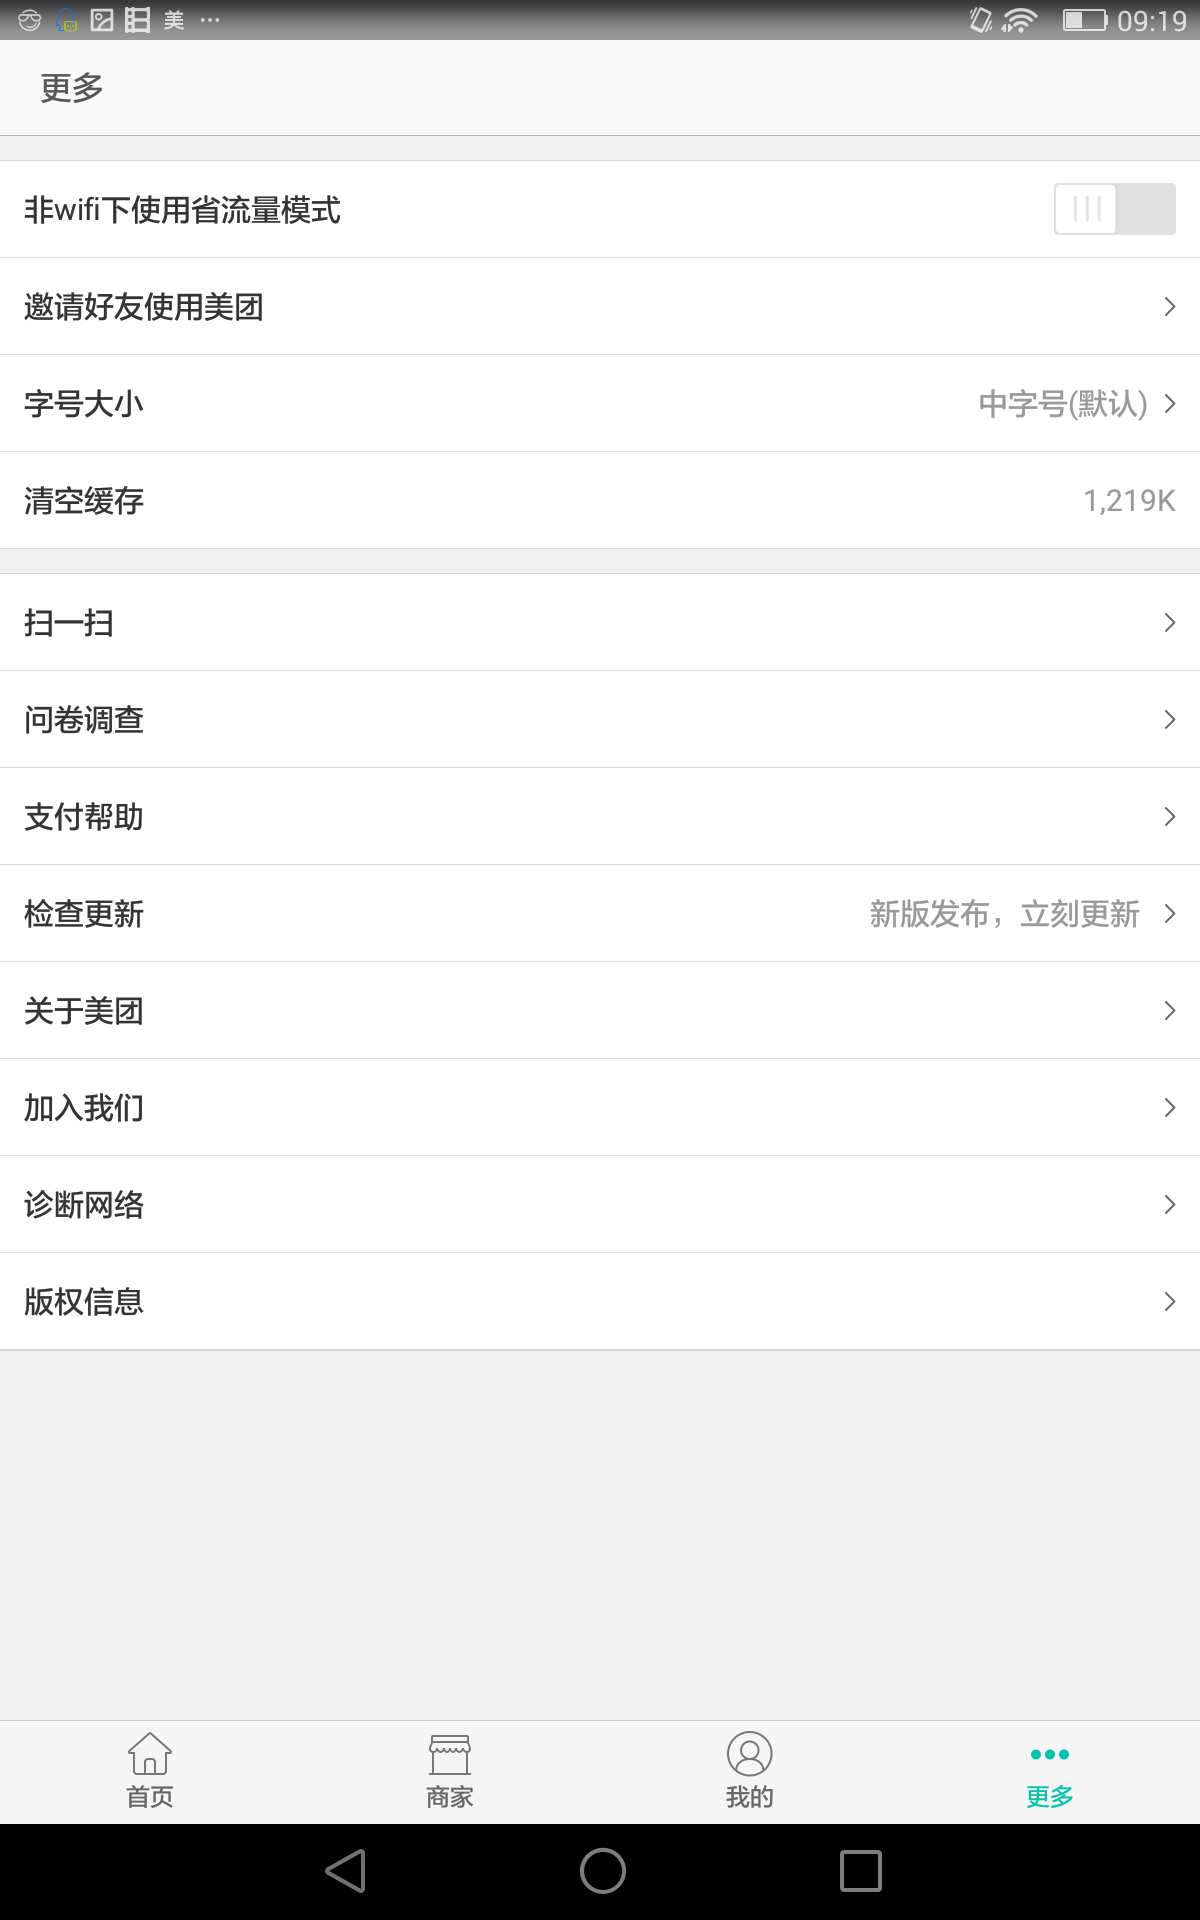 美 ... 09:19
更多
非wifi下使用省流量模式
邀请好友使用美团
字号大小 中字号(默认)
清空缓存 1,219K
扫一扫
问卷调查
支付帮助
检查更新 新版发布，立刻更新
关于美团
加入我们
诊断网络
版权信息
首页 商家 我的 更多